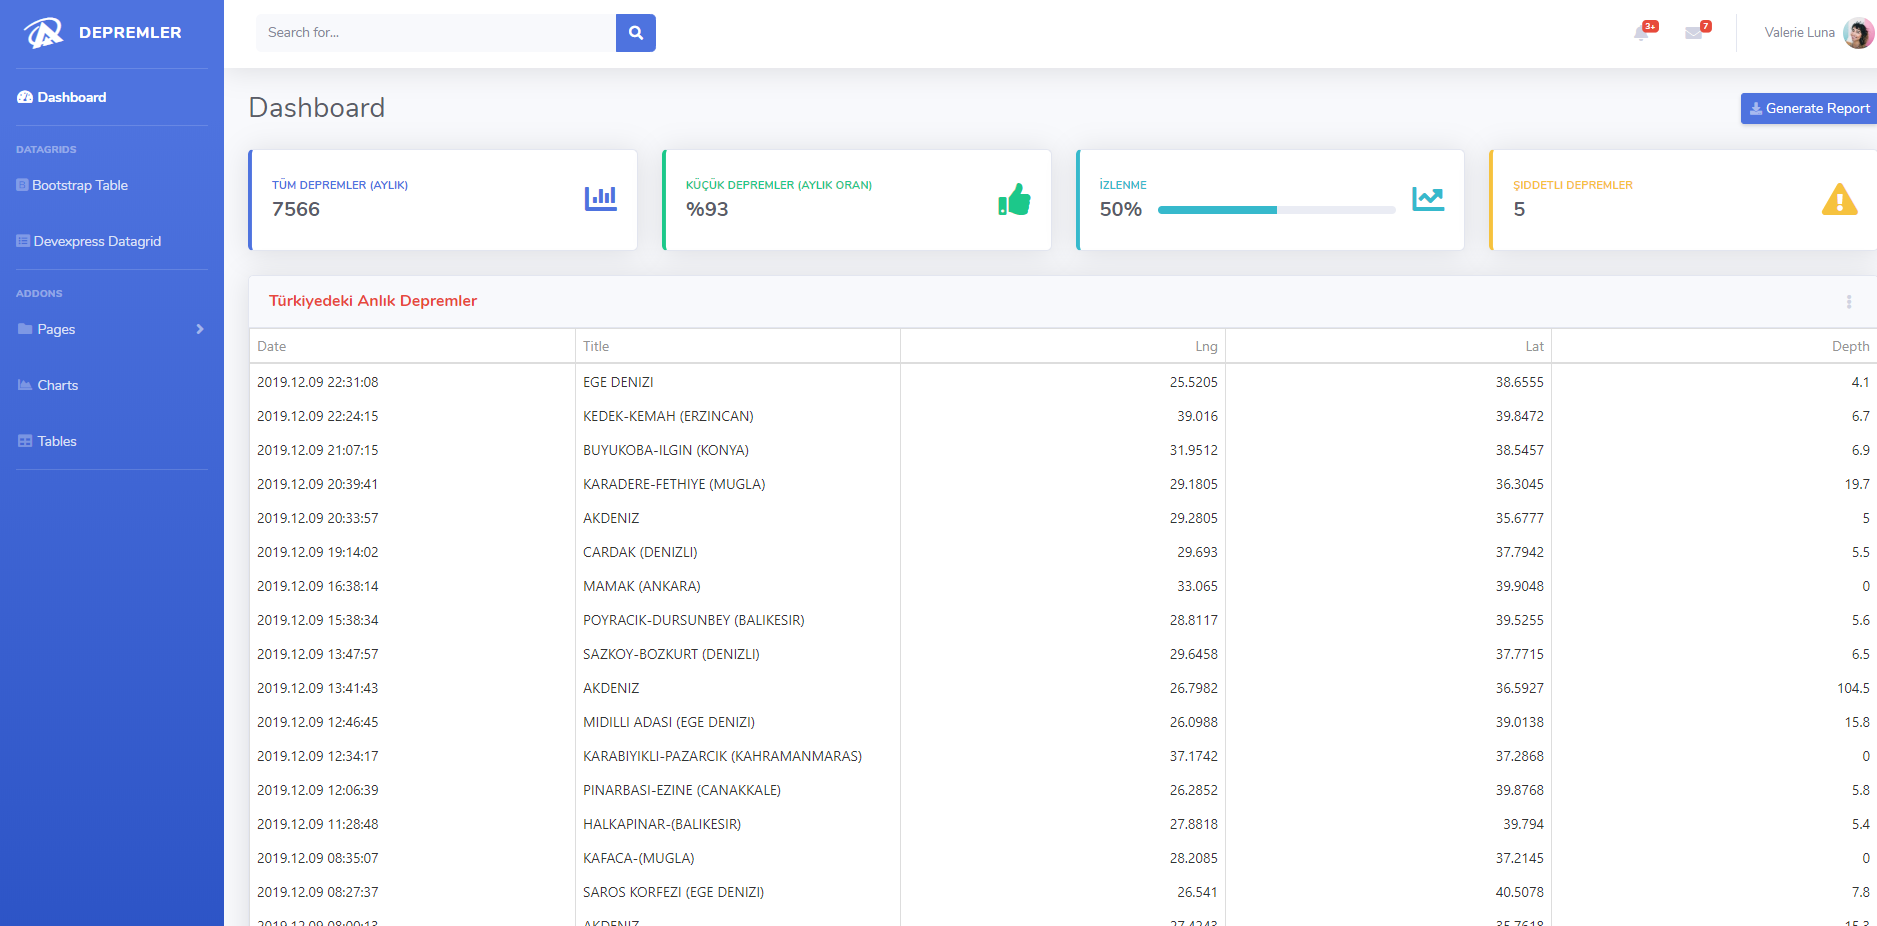 DEPREMLER
Search for...
3+
7
Valerie Luna
Dashboard
DATAGRIDS
Bootstrap Table
Devexpress Datagrid
ADDONS
Pages
Charts
Tables
Dashboard
Generate Report
TÜM DEPREMLER (AYLIK)
7566
KÜÇÜK DEPREMLER (AYLIK ORAN)
%93
İZLENME
50%
ŞIDDETLI DEPREMLER
5
Türkiyedeki Anlık Depremler
Date Title Lng Lat Depth
2019.12.09 22:31:08 EGE DENIZI 25.5205 38.6555 4.1
2019.12.09 22:24:15 KEDEK-KEMAH (ERZINCAN) 39.016 39.8472 6.7
2019.12.09 21:07:15 BUYUKOBA-ILGIN (KONYA) 31.9512 38.5457 6.9
2019.12.09 20:39:41 KARADERE-FETHIYE (MUGLA) 29.1805 36.3045 19.7
2019.12.09 20:33:57 AKDENIZ 29.2805 35.6777 5
2019.12.09 19:14:02 CARDAK (DENIZLI) 29.693 37.7942 5.5
2019.12.09 16:38:14 MAMAK (ANKARA) 33.065 39.9048 0
2019.12.09 15:38:34 POYRACIK-DURSUNBEY (BALIKESIR) 28.8117 39.5255 5.6
2019.12.09 13:47:57 SAZKOY-BOZKURT (DENIZLI) 29.6458 37.7715 6.5
2019.12.09 13:41:43 AKDENIZ 26.7982 36.5927 104.5
2019.12.09 12:46:45 MIDILLI ADASI (EGE DENIZI) 26.0988 39.0138 15.8
2019.12.09 12:34:17 KARABIYIKLI-PAZARCIK (KAHRAMANMARAS) 37.1742 37.2868 0
2019.12.09 12:06:39 PINARBASI-EZINE (CANAKKALE) 26.2852 39.8768 5.8
2019.12.09 11:28:48 HALKAPINAR-(BALIKESIR) 27.8818 39.794 5.4
2019.12.09 08:35:07 KAFACA-(MUGLA) 28.2085 37.2145 0
2019.12.09 08:27:37 SAROS KORFEZI (EGE DENIZI) 26.541 40.5078 7.8
2019.12.09 08:00:13 AKDENIZ 27.4243 35.7618 15.3